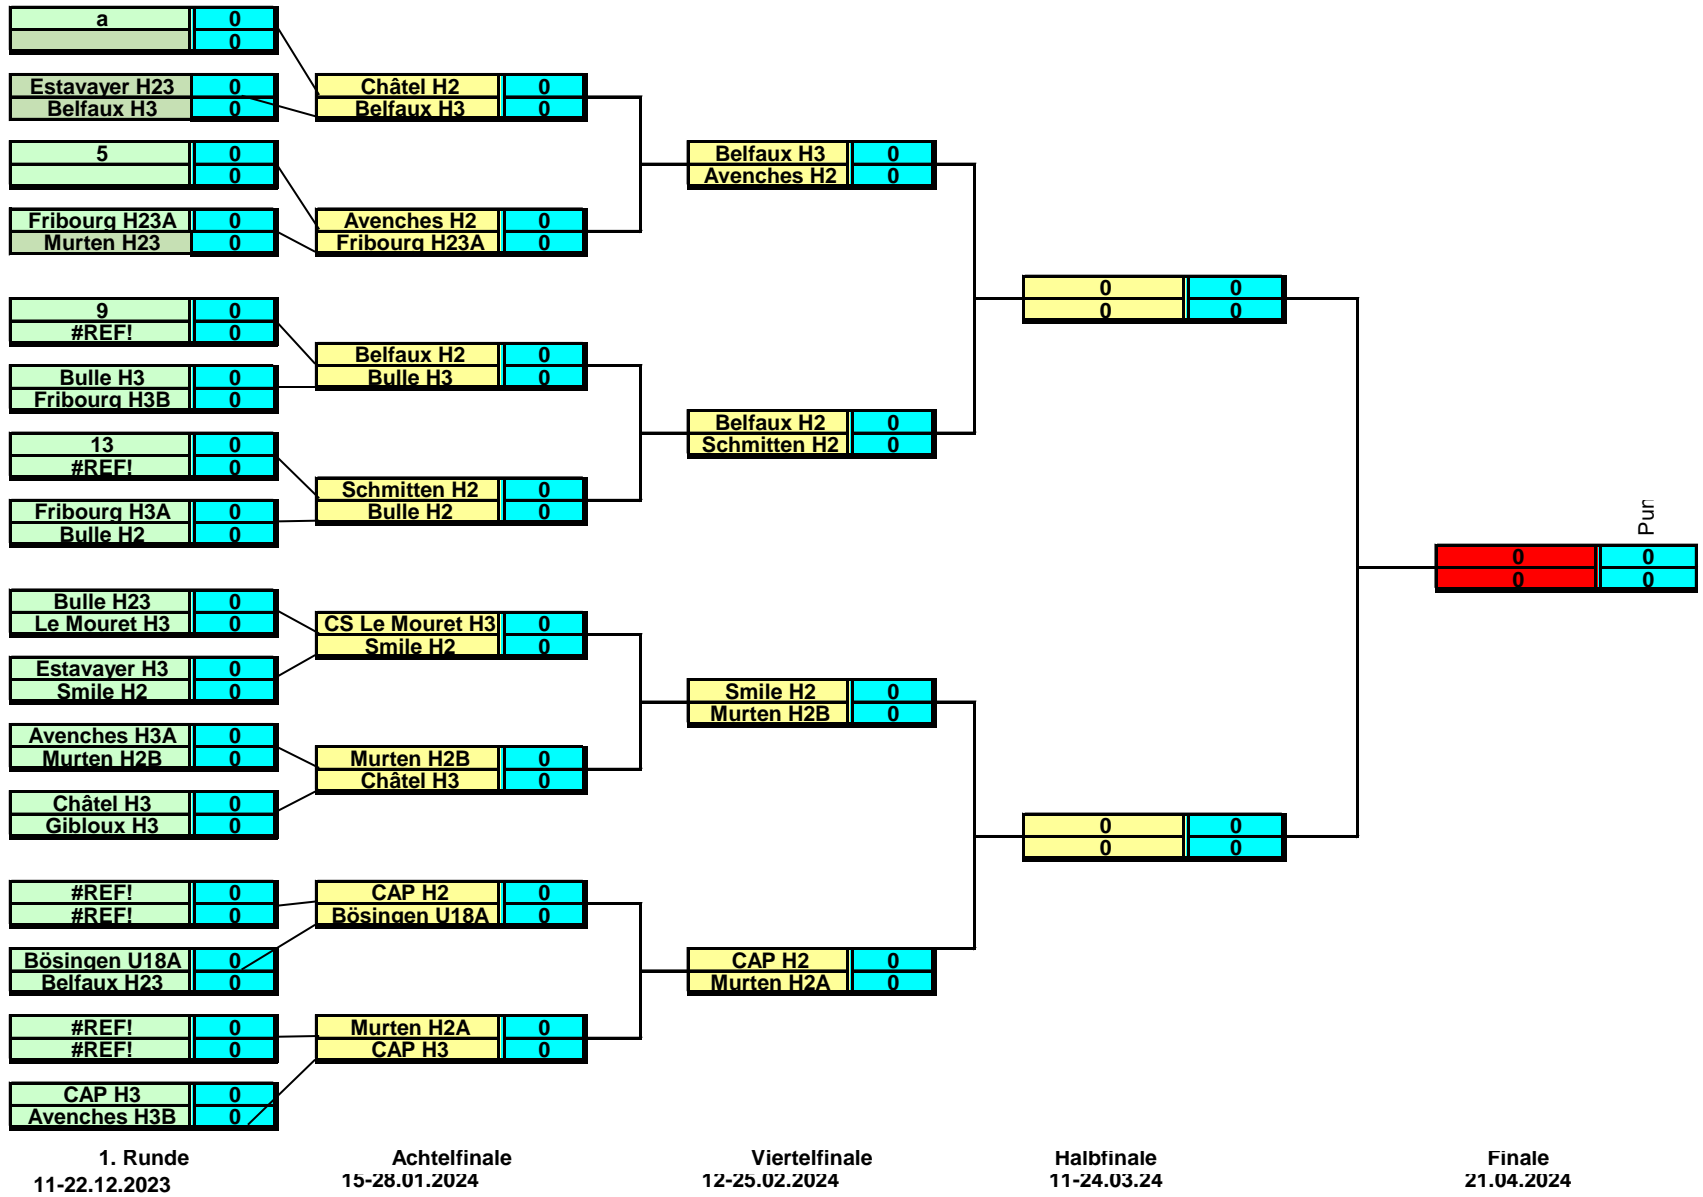 a 0
0
Estavayer H23 0
Belfaux H3 0
5 0
0
Fribourg H23A 0
Murten H23 0
9 0
#REF! 0
Bulle H3 0
Fribourg H3B 0
13 0
#REF! 0
Fribourg H3A 0
Bulle H2 0
Bulle H23 0
Le Mouret H3 0
Estavayer H3 0
Smile H2 0
Avenches H3A 0
Murten H2B 0
Châtel H3 0
Gibloux H3 0
#REF! 0
#REF! 0
Bösingen U18A 0
Belfaux H23 0
#REF! 0
#REF! 0
CAP H3 0
Avenches H3B 0
1. Runde
11-22.12.2023
Châtel H2 0
Belfaux H3 0
Avenches H2 0
Fribourg H23A 0
Belfaux H2 0
Bulle H3 0
Schmitten H2 0
Bulle H2 0
CS Le Mouret H3 0
Smile H2 0
Murten H2B 0
Châtel H3 0
CAP H2 0
Bösingen U18A 0
Murten H2A 0
CAP H3 0
Achtelfinale
15-28.01.2024
Belfaux H3 0
Avenches H2 0
Belfaux H2 0
Schmitten H2 0
Smile H2 0
Murten H2B 0
CAP H2 0
Murten H2A 0
Viertelfinale
12-25.02.2024
0 0
0 0
0 0
0 0
Halbfinale
11-24.03.24
Pun
0 0
0 0
Finale
21.04.2024